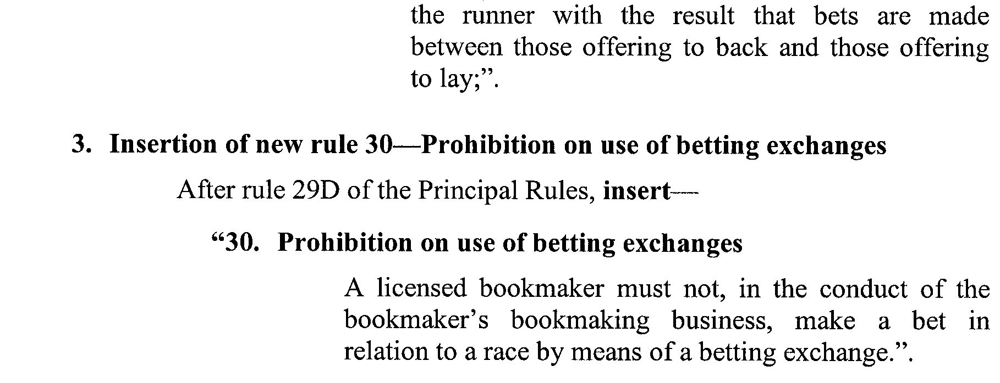 the runner with the result that bets are made
between those offering to back and those offering
to lay;”.
3. Insertion of new rule 30—Prohibition on use of betting exchanges
After rule 29D of the Principal Rules, insert—
“30. Prohibition on use of betting exchanges
A licensed bookmaker must not, in the conduct of the
bookmaker’s bookmaking business, make a bet in
relation to a race by means of a betting exchange.”.